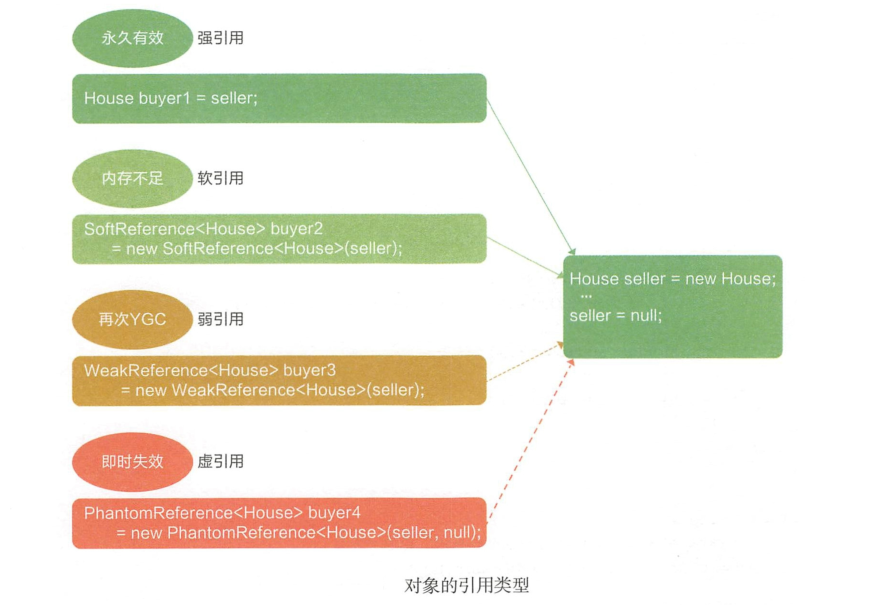 永久有效 强引用
House buyer1 = seller;
内存不足 软引用
SoftReference<House> buyer2
= new SoftReference<House>(seller);
House seller = new House;
...
seller = null;
再次YGC 弱引用
WeakReference<House> buyer3
= new WeakReference<House>(seller);
即时失效 虚引用
PhantomReference<House> buyer4
= new PhantomReference<House>(seller, null);
对象的引用类型